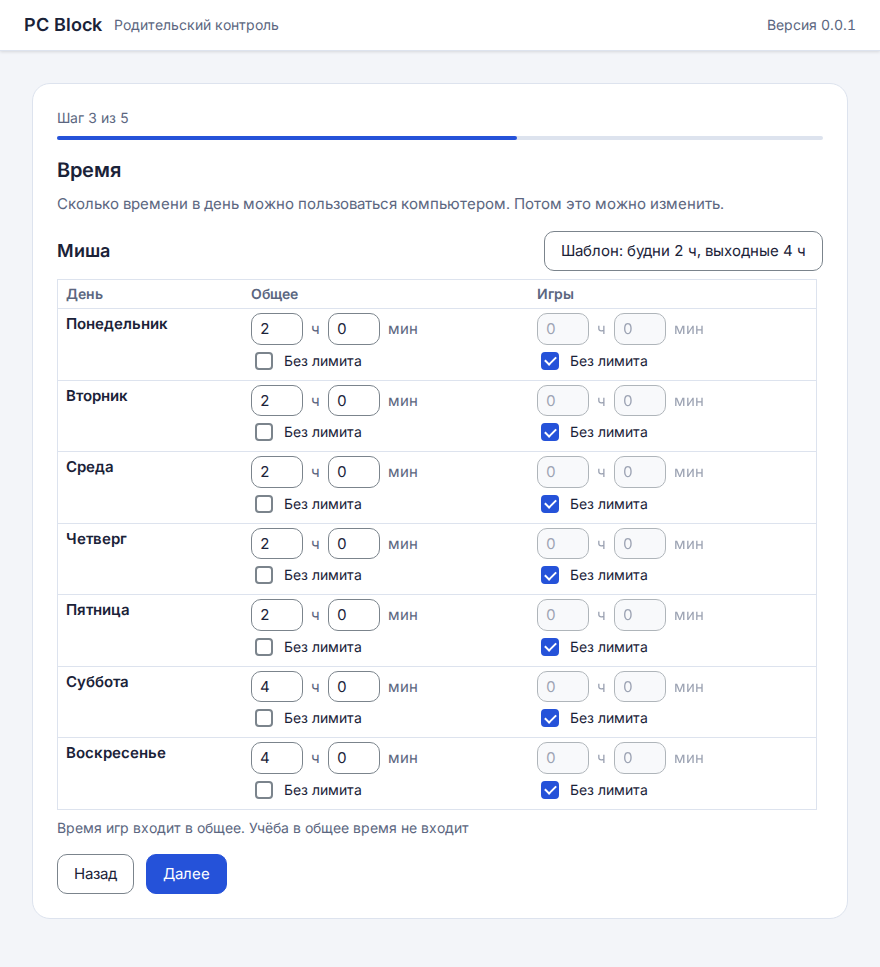 PC Block Родительский контроль Версия 0.0.1
Шаг 3 из 5
Время
Сколько времени в день можно пользоваться компьютером. Потом это можно изменить.
Миша Шаблон: будни 2 ч, выходные 4 ч
День Общее Игры
Понедельник 2 ч 0 мин 0 ч 0 мин
Без лимита Без лимита
Вторник 2 ч 0 мин 0 ч 0 мин
Без лимита Без лимита
Среда 2 ч 0 мин 0 ч 0 мин
Без лимита Без лимита
Четверг 2 ч 0 мин 0 ч 0 мин
Без лимита Без лимита
Пятница 2 ч 0 мин 0 ч 0 мин
Без лимита Без лимита
Суббота 4 ч 0 мин 0 ч 0 мин
Без лимита Без лимита
Воскресенье 4 ч 0 мин 0 ч 0 мин
Без лимита Без лимита
Время игр входит в общее. Учёба в общее время не входит
Назад Далее